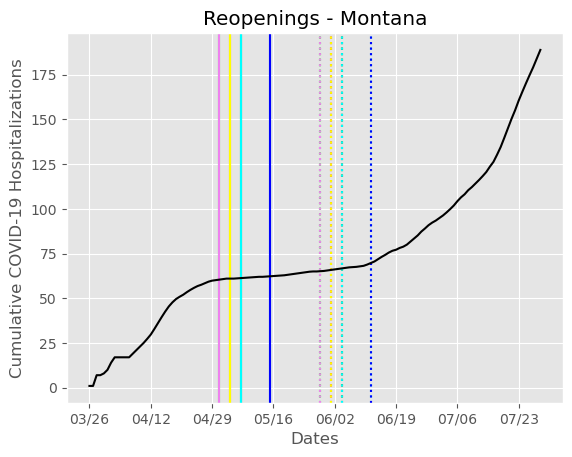 Reopenings - Montana
Cumulative COVID-19 Hospitalizations
175
150
125
100
75
50
25
0
03/26 04/12 04/29 05/16 06/02 06/19 07/06 07/23
Dates